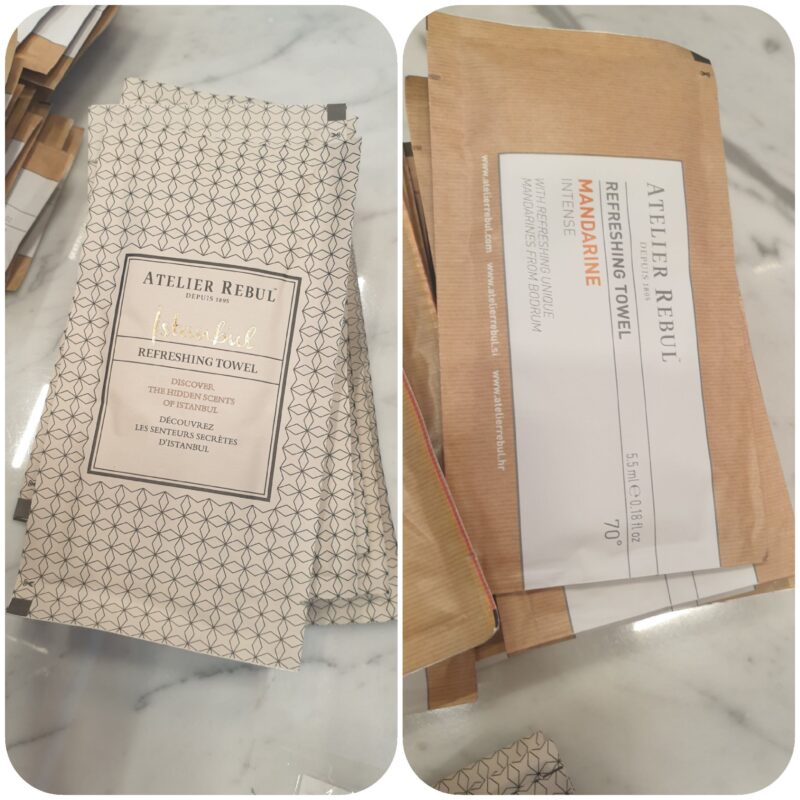 ATELIER REBUL™
DEPUIS 1895
Istanbul
REFRESHING TOWEL
DISCOVER,
THE HIDDEN SCENTS
OF ISTANBUL
DÉCOUVREZ
LES SENTEURS SECRÈTES
D'ISTANBUL
ATELIER REBUL™
DEPUIS 1895
REFRESHING TOWEL
MANDARINE
INTENSE
WITH REFRESHING UNIQUE
MANDARINES FROM BODRUM
5.5 ml ℮ 0.18 fl oz
70°
www.atelierrebul.com www.atelierrebul.si www.atelierrebul.hr